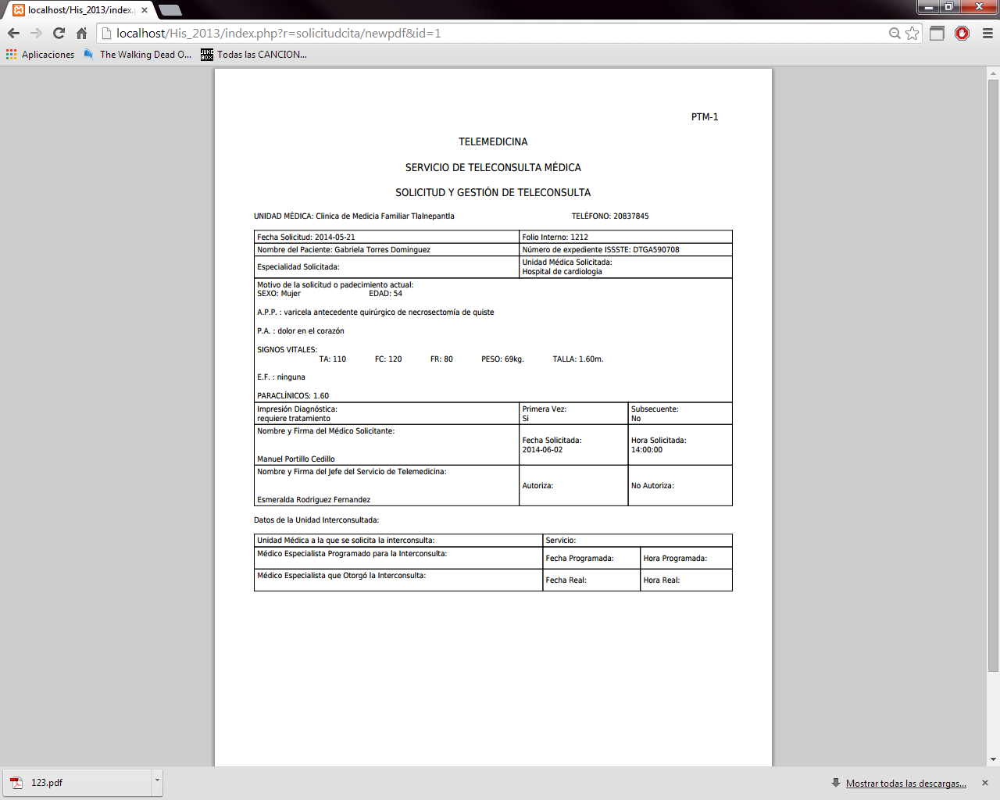 localhost/His_2013/index.
localhost/His_2013/index.php?r=solicitudcita/newpdf&id=1
Aplicaciones The Walking Dead O... JUKE BOX Todas las CANCION...
PTM-1
TELEMEDICINA
SERVICIO DE TELECONSULTA MÉDICA
SOLICITUD Y GESTIÓN DE TELECONSULTA
UNIDAD MÉDICA: Clinica de Medicia Familiar Tlalnepantla TELÉFONO: 20837845
Fecha Solicitud: 2014-05-21 Folio Interno: 1212
Nombre del Paciente: Gabriela Torres Dominguez Número de expediente ISSSTE: DTGA590708
Especialidad Solicitada: Unidad Médica Solicitada:
Hospital de cardiologia
Motivo de la solicitud o padecimiento actual:
SEXO: Mujer EDAD: 54
A.P.P. : varicela antecedente quirúrgico de necrosectomía de quiste
P.A. : dolor en el corazón
SIGNOS VITALES:
TA: 110 FC: 120 FR: 80 PESO: 69kg. TALLA: 1.60m.
E.F. : ninguna
PARACLÍNICOS: 1.60
Impresión Diagnóstica: Primera Vez: Subsecuente:
requiere tratamiento Si No
Nombre y Firma del Médico Solicitante:
Fecha Solicitada: Hora Solicitada:
2014-06-02 14:00:00
Manuel Portillo Cedillo
Nombre y Firma del Jefe del Servicio de Telemedicina:
Autoriza: No Autoriza:
Esmeralda Rodriguez Fernandez
Datos de la Unidad Interconsultada:
Unidad Médica a la que se solicita la interconsulta: Servicio:
Médico Especialista Programado para la Interconsulta: Fecha Programada: Hora Programada:
Médico Especialista que Otorgó la Interconsulta: Fecha Real: Hora Real:
123.pdf Mostrar todas las descargas...